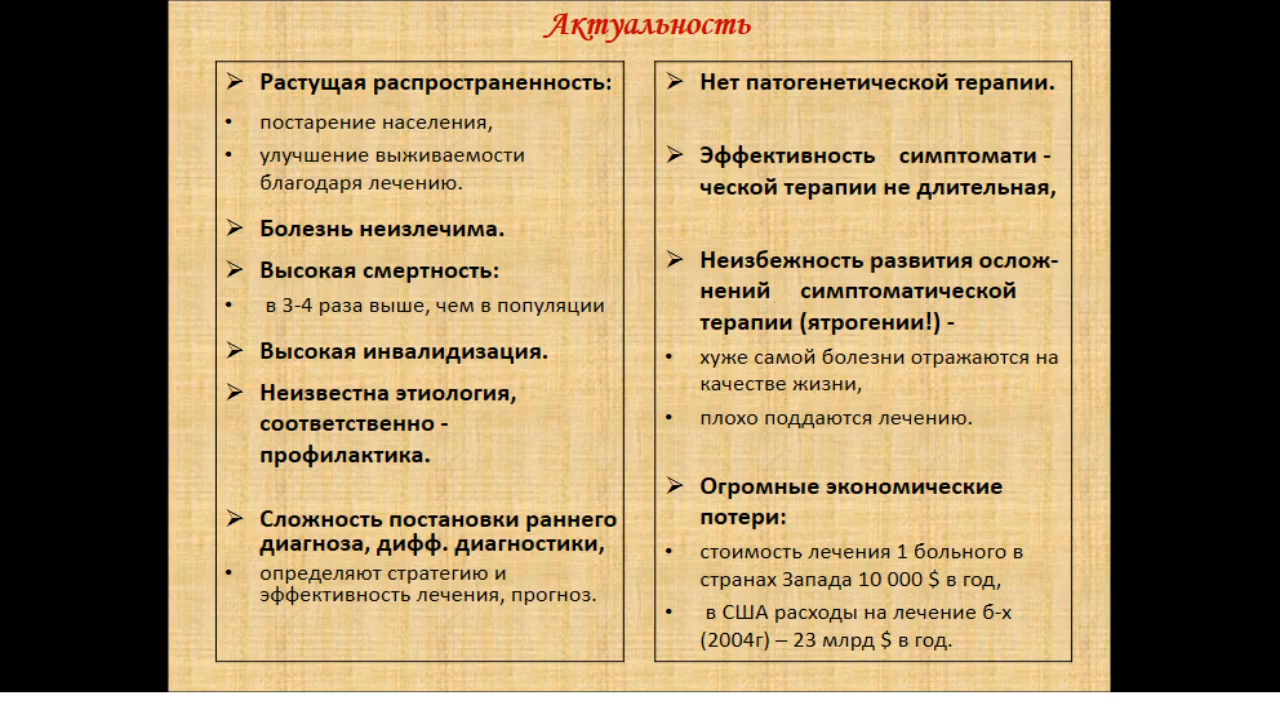 Актуальность
➢ Растущая распространенность:
• постарение населения,
• улучшение выживаемости
благодаря лечению.
➢ Болезнь неизлечима.
➢ Высокая смертность:
• в 3-4 раза выше, чем в популяции
➢ Высокая инвалидизация.
➢ Неизвестна этиология,
соответственно -
профилактика.
➢ Сложность постановки раннего
диагноза, дифф. диагностики,
• определяют стратегию и
эффективность лечения, прогноз.
➢ Нет патогенетической терапии.
➢ Эффективность симптомати -
ческой терапии не длительная,
➢ Неизбежность развития ослож-
нений симптоматической
терапии (ятрогении!) -
• хуже самой болезни отражаются на
качестве жизни,
• плохо поддаются лечению.
➢ Огромные экономические
потери:
• стоимость лечения 1 больного в
странах Запада 10 000 $ в год,
• в США расходы на лечение б-х
(2004г) – 23 млрд $ в год.